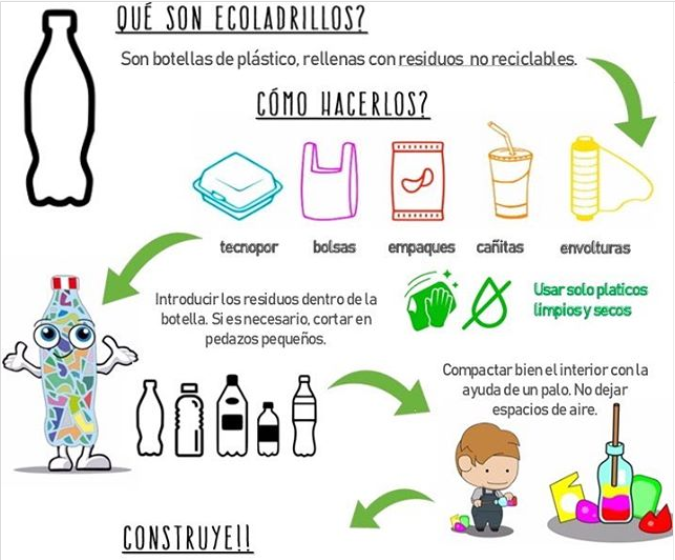 QUÉ SON ECOLADRILLOS?
Son botellas de plástico, rellenas con residuos no reciclables.
CÓMO HACERLOS?
tecnopor bolsas empaques cañitas envolturas
Usar solo platicos
limpios y secos
Introducir los residuos dentro de la
botella. Si es necesario, cortar en
pedazos pequeños.
Compactar bien el interior con la
ayuda de un palo. No dejar
espacios de aire.
CONSTRUYE!!